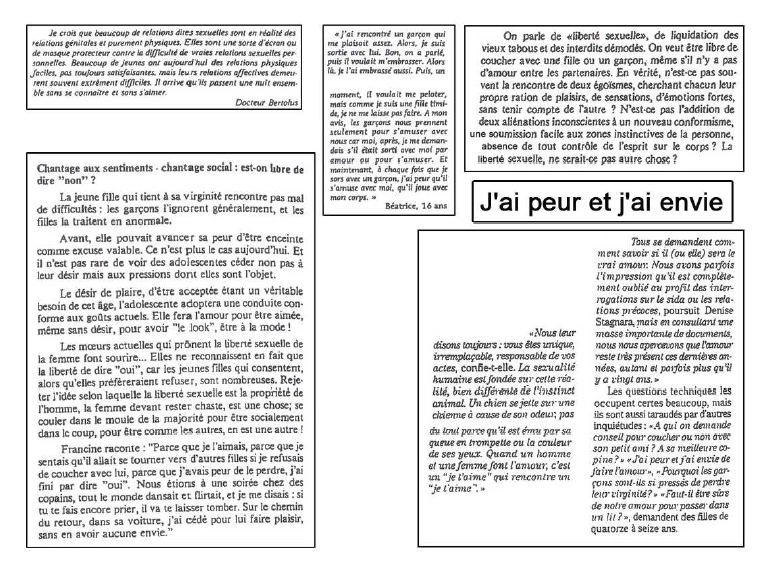 Je crois que beaucoup de relations dites sexuelles sont en réalité des
relations génitales et purement physiques. Elles sont une sorte d'écran ou
de masque protecteur contre la difficulté de vraies relations sexuelles per-
sonnelles. Beaucoup de jeunes ont aujourd'hui des relations physiques
faciles, pas toujours satisfaisantes, mais leurs relations affectives demeu-
rent souvent extrêmement difficiles. Il arrive qu'ils passent une nuit ensem-
ble sans se connaître et sans s'aimer.
Docteur Bertolus
Chantage aux sentiments - chantage social : est-on libre de
dire "non" ?
La jeune fille qui tient à sa virginité rencontre pas mal
de difficultés : les garçons l'ignorent généralement, et les
filles la traitent en anormale.
Avant, elle pouvait avancer sa peur d'être enceinte
comme excuse valable. Ce n'est plus le cas aujourd'hui. Et
il n'est pas rare de voir des adolescentes céder non pas à
leur désir mais aux pressions dont elles sont l'objet.
Le désir de plaire, d'être acceptée étant un véritable
besoin de cet âge, l'adolescente adoptera une conduite con-
forme aux goûts actuels. Elle fera l'amour pour être aimée,
même sans désir, pour avoir "le look", être à la mode !
Les mœurs actuelles qui prônent la liberté sexuelle de
la femme font sourire... Elles ne reconnaissent en fait que
la liberté de dire "oui", car les jeunes filles qui consentent,
alors qu'elles préfèreraient refuser, sont nombreuses. Reje-
ter l'idée selon laquelle la liberté sexuelle est la propriété de
l'homme, la femme devant rester chaste, est une chose; se
couler dans le moule de la majorité pour être socialement
dans le coup, pour être comme les autres, en est une autre !
Francine raconte : "Parce que je l'aimais, parce que je
sentais qu'il allait se tourner vers d'autres filles si je refusais
de coucher avec lui, parce que j'avais peur de le perdre, j'ai
fini par dire "oui". Nous étions à une soirée chez des
copains, tout le monde dansait et flirtait, et je me disais : si
tu te fais encore prier, il va te laisser tomber. Sur le chemin
du retour, dans sa voiture, j'ai cédé pour lui faire plaisir,
sans en avoir aucune envie."
« J'ai rencontré un garçon qui
me plaisait assez. Alors, je suis
sortie avec lui. Bon, on a parlé,
puis il voulait m'embrasser. Alors
là, je l'ai embrassé aussi. Puis, un
moment, il voulait me peloter,
mais comme je suis une fille timi-
de, je ne me laisse pas faire. A mon
avis, les garçons nous prennent
seulement pour s'amuser avec
nous car moi, après, je me deman-
dais s'il était sorti avec moi par
amour ou pour s'amuser. Et
maintenant, à chaque fois que je
sors avec un garçon, j'ai peur qu'il
s'amuse avec moi, qu'il joue avec
mon corps. »
Béatrice, 16 ans
On parle de «liberté sexuelle», de liquidation des
vieux tabous et des interdits démodés. On veut être libre de
coucher avec une fille ou un garçon, même s'il n'y a pas
d'amour entre les partenaires. En vérité, n'est-ce pas sou-
vent la rencontre de deux égoïsmes, cherchant chacun leur
propre ration de plaisirs, de sensations, d'émotions fortes,
sans tenir compte de l'autre ? N'est-ce pas l'addition de
deux aliénations inconscientes à un nouveau conformisme,
une soumission facile aux zones instinctives de la personne,
absence de tout contrôle de l'esprit sur le corps ? La
liberté sexuelle, ne serait-ce pas autre chose ?
J'ai peur et j'ai envie
«Nous leur
disons toujours : vous êtes unique,
irremplaçable, responsable de vos
actes, confie-t-elle. La sexualité
humaine est fondée sur cette réa-
lité, bien différente de l'instinct
animal. Un chien se jette sur une
chienne à cause de son odeur, pas
du tout parce qu'il est ému par sa
queue en trompette ou la couleur
de ses yeux. Quand un homme
et une femme font l'amour, c'est
un "je t'aime" qui rencontre un
"je t'aime". »
Tous se demandent com-
ment savoir si il (ou elle) sera le
vrai amour. Nous avons parfois
l'impression qu'il est complète-
ment oublié au profit des inter-
rogations sur le sida ou les rela-
tions précoces, poursuit Denise
Stagnara, mais en consultant une
masse importante de documents,
nous nous apercevons que l'amour
reste très présent ces dernières an-
nées, autant et parfois plus qu'il
y a vingt ans. »
Les questions techniques les
occupent certes beaucoup, mais
ils sont aussi taraudés par d'autres
inquiétudes : «A qui on demande
conseil pour coucher ou non avec
son petit ami ? A sa meilleure co-
pine ? » «J'ai peur et j'ai envie de
faire l'amour», «Pourquoi les gar-
çons sont-ils si pressés de perdre
leur virginité? » «Faut-il être sûrs
de notre amour pour passer dans
un lit ? », demandent des filles de
quatorze à seize ans.